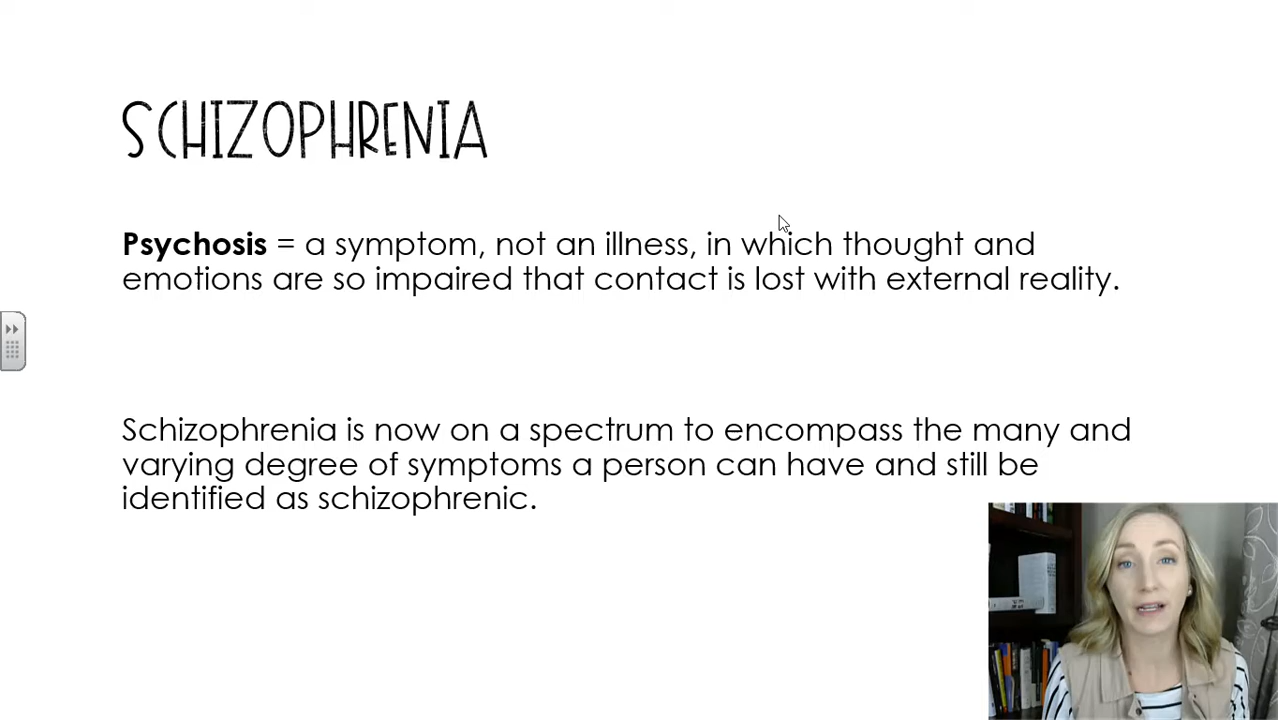 SCHIZOPHRENIA
Psychosis = a symptom, not an illness, in which thought and
emotions are so impaired that contact is lost with external reality.
Schizophrenia is now on a spectrum to encompass the many and
varying degree of symptoms a person can have and still be
identified as schizophrenic.